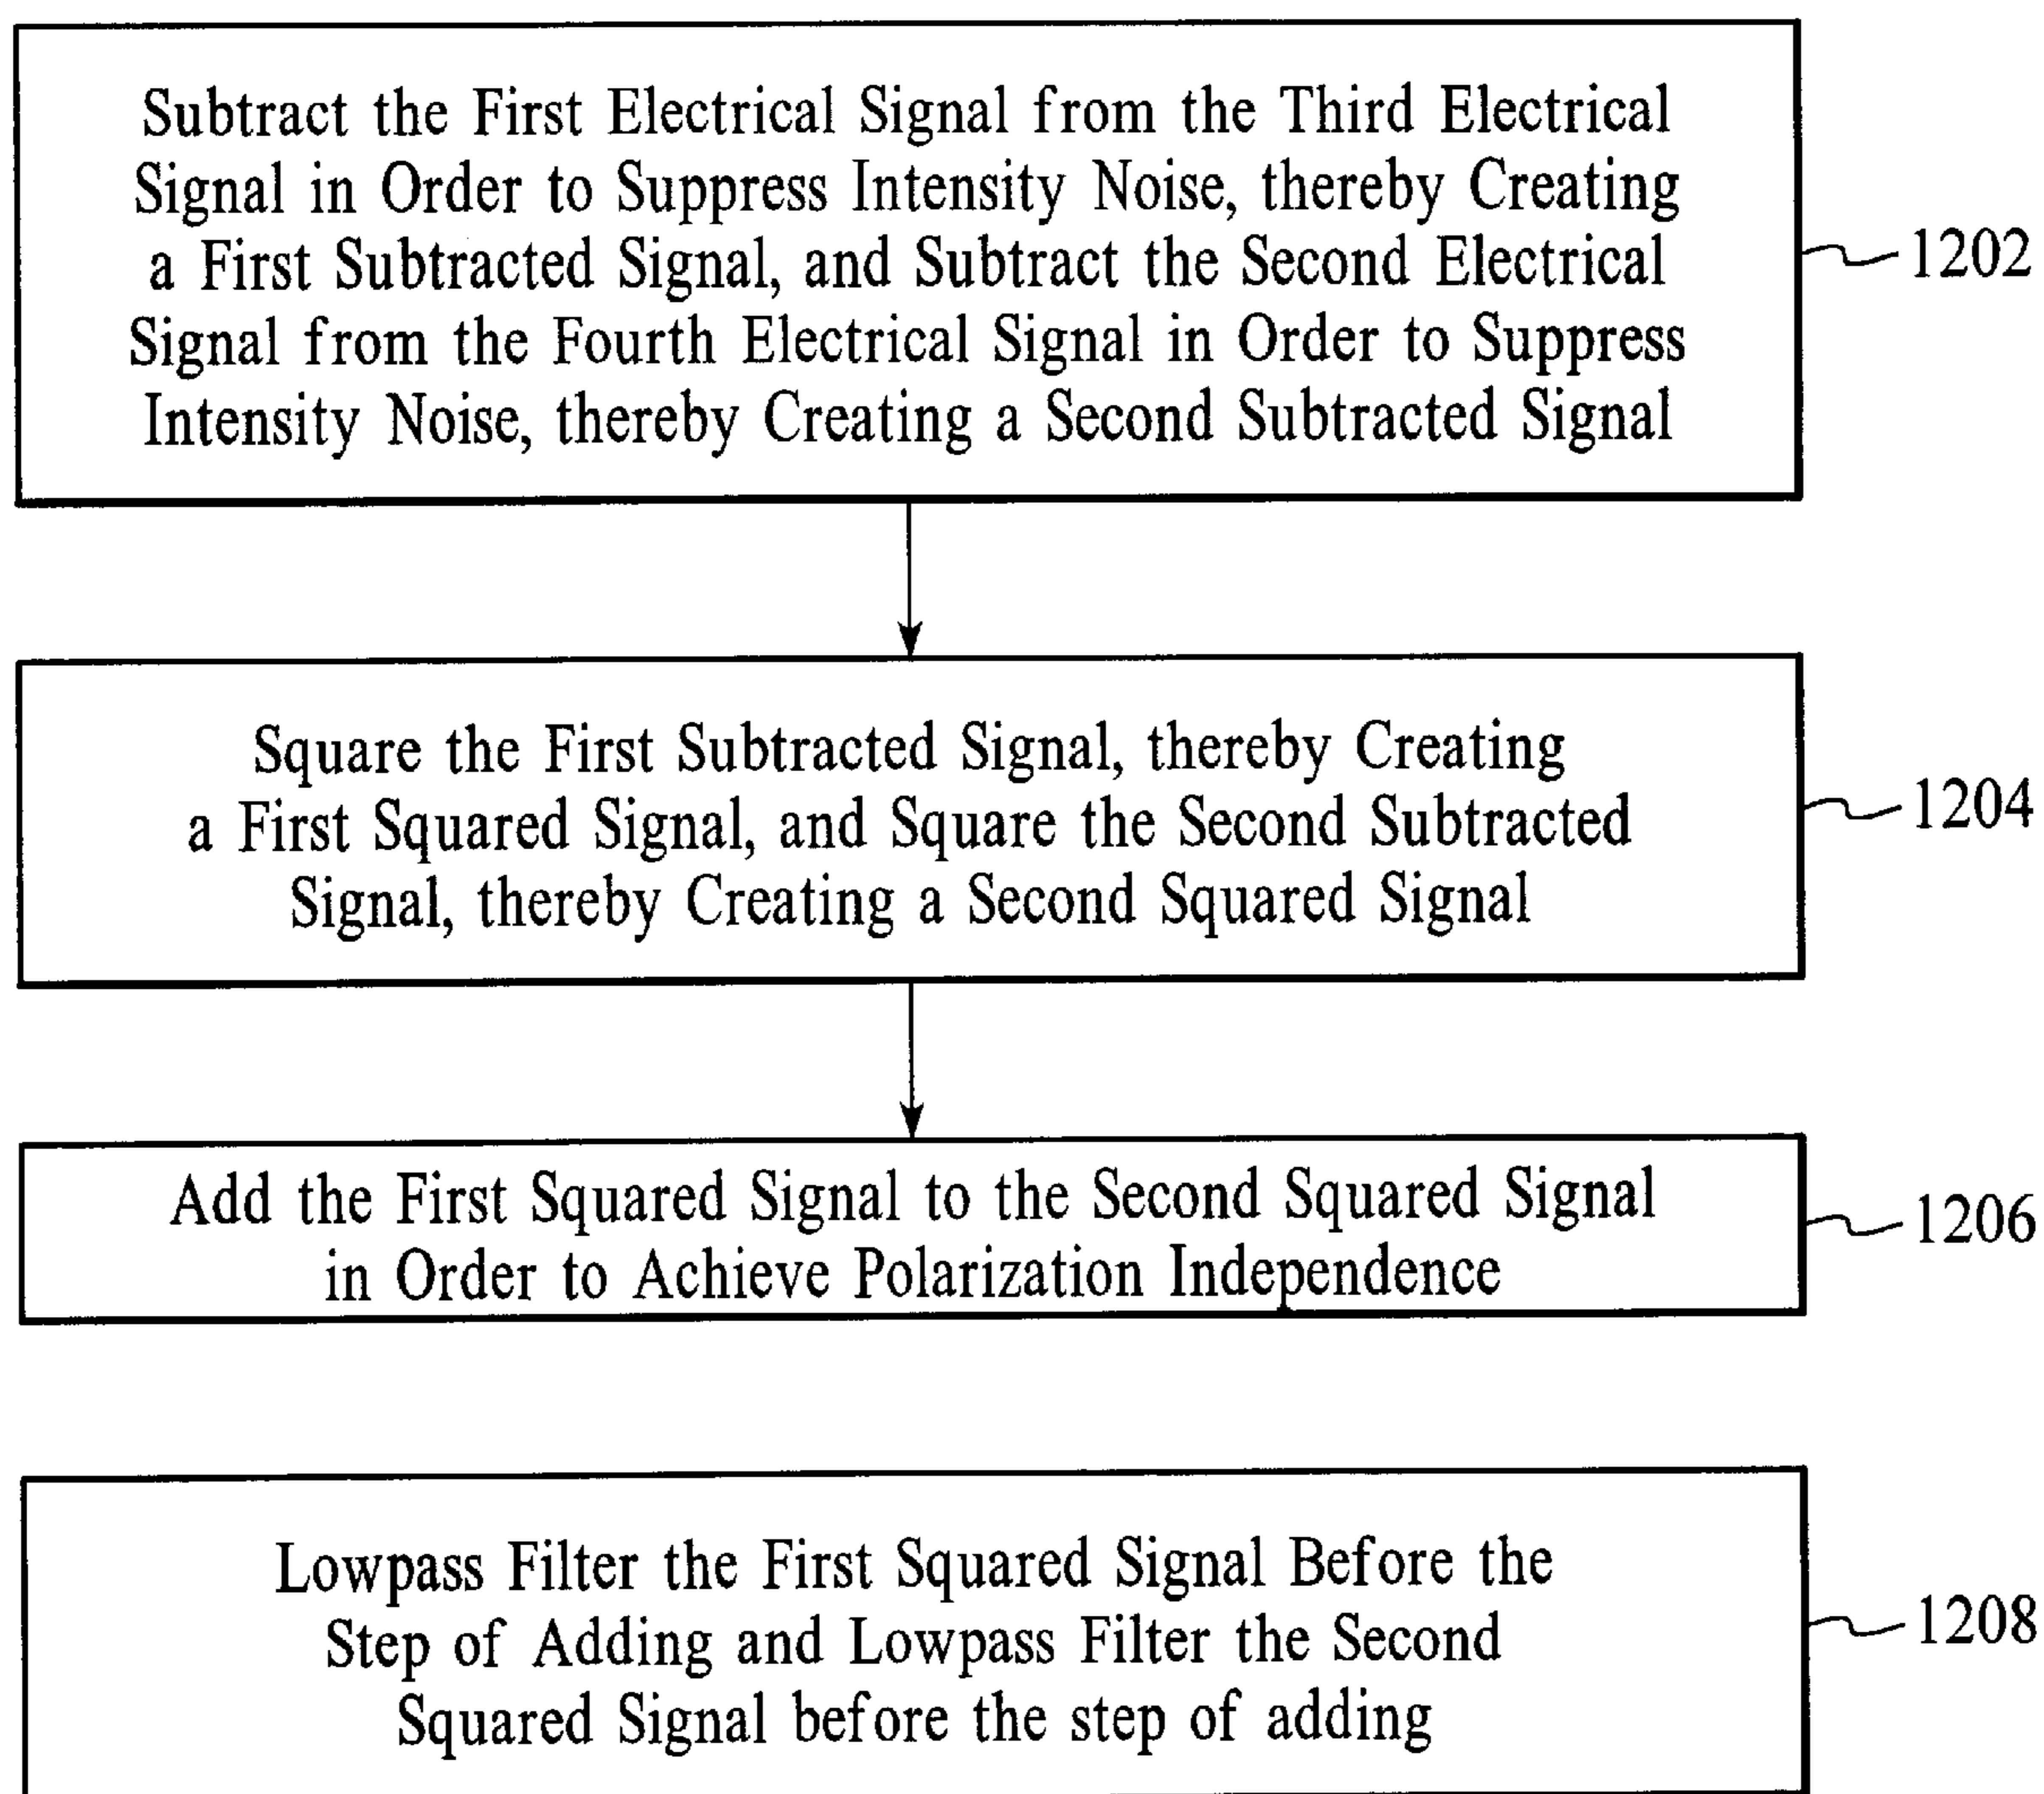 Subtract the First Electrical Signal from the Third Electrical
Signal in Order to Suppress Intensity Noise, thereby Creating
a First Subtracted Signal, and Subtract the Second Electrical
Signal from the Fourth Electrical Signal in Order to Suppress
Intensity Noise, thereby Creating a Second Subtracted Signal
1202
Square the First Subtracted Signal, thereby Creating
a First Squared Signal, and Square the Second Subtracted
Signal, thereby Creating a Second Squared Signal
1204
Add the First Squared Signal to the Second Squared Signal
in Order to Achieve Polarization Independence
1206
Lowpass Filter the First Squared Signal Before the
Step of Adding and Lowpass Filter the Second
Squared Signal before the step of adding
1208